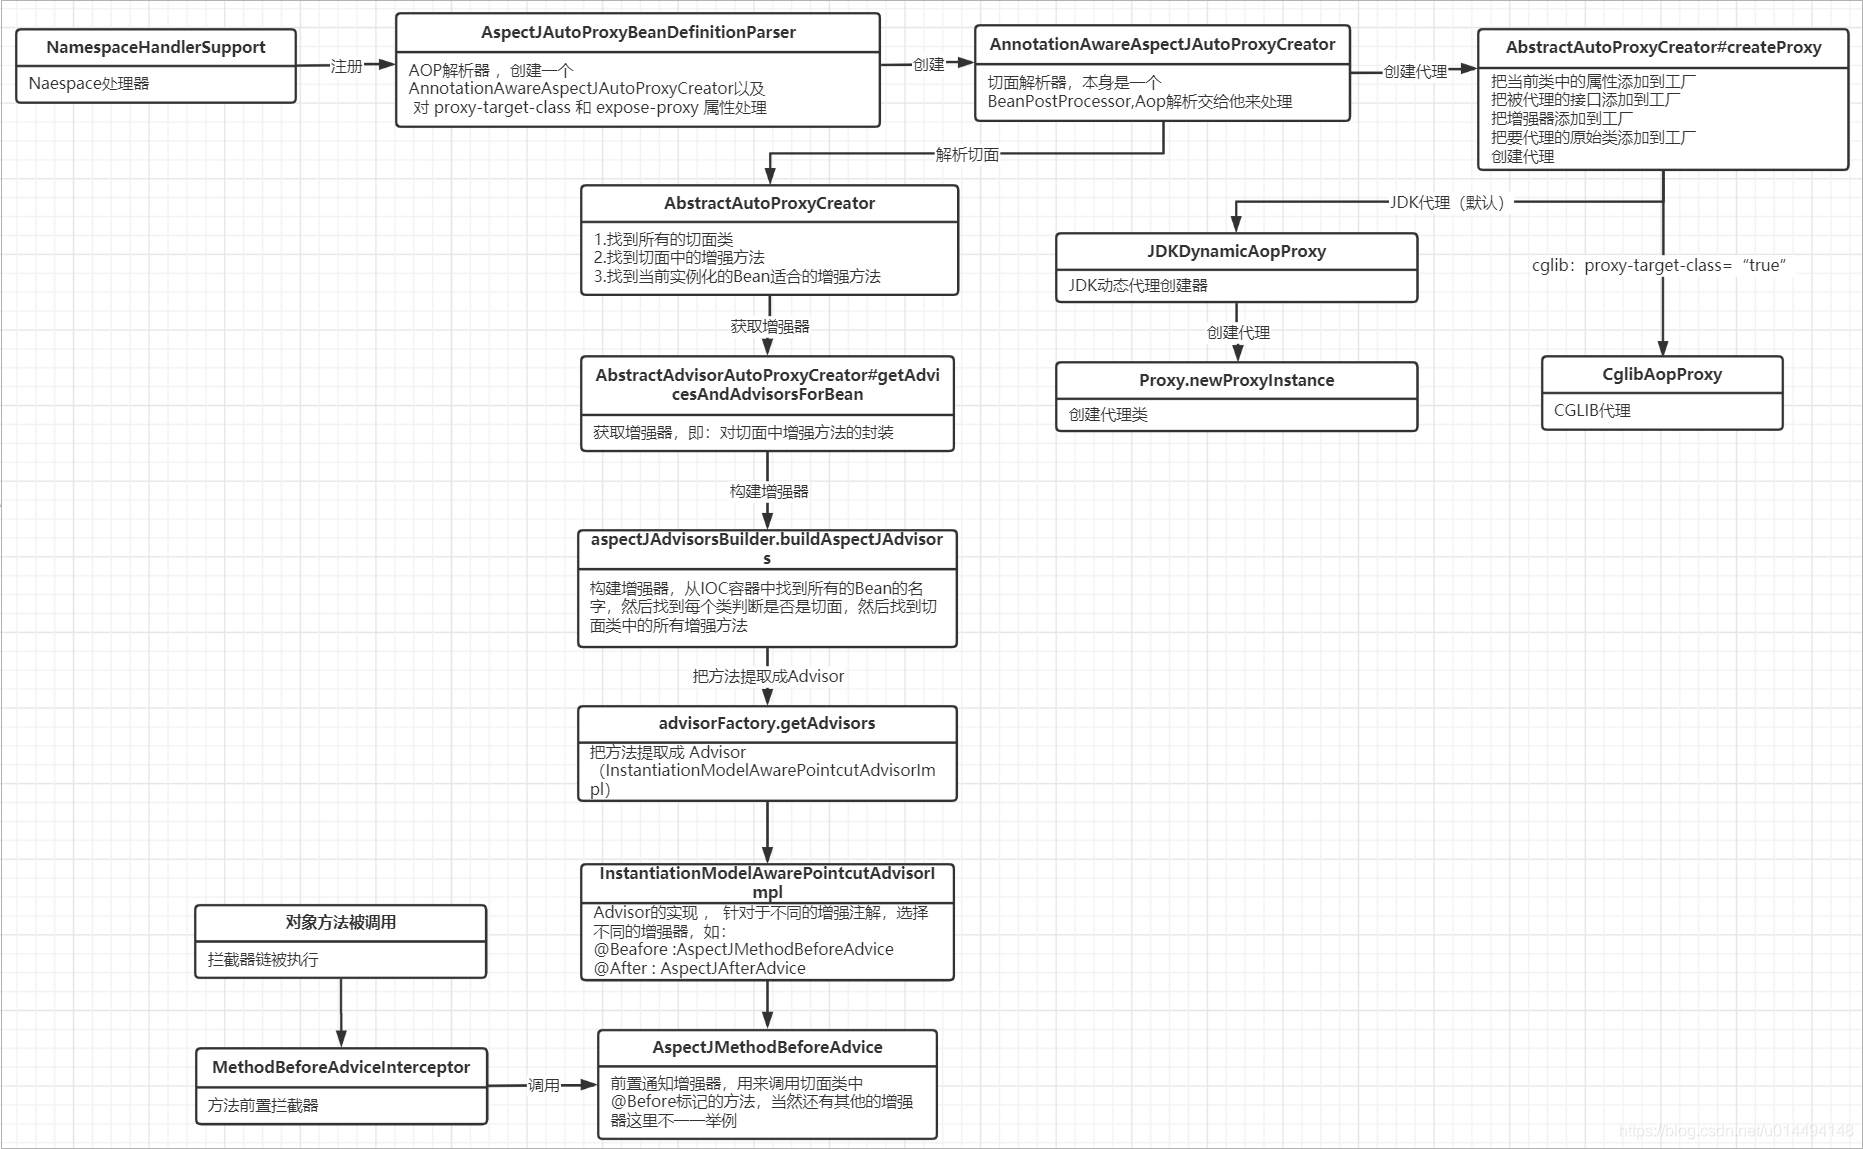 NamespaceHandlerSupport
Naespace处理器
注册
AspectJAutoProxyBeanDefinitionParser
AOP解析器 ，创建一个
AnnotationAwareAspectJAutoProxyCreator以及
对 proxy-target-class 和 expose-proxy 属性处理
创建
AnnotationAwareAspectJAutoProxyCreator
切面解析器，本身是一个
BeanPostProcessor,Aop解析交给他来处理
创建代理
AbstractAutoProxyCreator#createProxy
把当前类中的属性添加到工厂
把被代理的接口添加到工厂
把增强器添加到工厂
把要代理的原始类添加到工厂
创建代理
解析切面
AbstractAutoProxyCreator
1.找到所有的切面类
2.找到切面中的增强方法
3.找到当前实例化的Bean适合的增强方法
JDK代理（默认）
JDKDynamicAopProxy
JDK动态代理创建器
创建代理
Proxy.newProxyInstance
创建代理类
cglib：proxy-target-class=“true”
CglibAopProxy
CGLIB代理
获取增强器
AbstractAdvisorAutoProxyCreator#getAdvi
cesAndAdvisorsForBean
获取增强器，即：对切面中增强方法的封装
构建增强器
aspectJAdvisorsBuilder.buildAspectJAdvisor
s
构建增强器，从IOC容器中找到所有的Bean的名
字，然后找到每个类判断是否是切面，然后找到切
面类中的所有增强方法
把方法提取成Advisor
advisorFactory.getAdvisors
把方法提取成 Advisor
（InstantiationModelAwarePointcutAdvisorIm
pl）
InstantiationModelAwarePointcutAdvisorI
mpl
Advisor的实现 ， 针对于不同的增强注解，选择
不同的增强器，如：
@Beafore :AspectJMethodBeforeAdvice
@After : AspectJAfterAdvice
对象方法被调用
拦截器链被执行
MethodBeforeAdviceInterceptor
方法前置拦截器
调用
AspectJMethodBeforeAdvice
前置通知增强器，用来调用切面类中
@Before标记的方法，当然还有其他的增强
器这里不一一举例
https://blog.csdn.net/u014494148